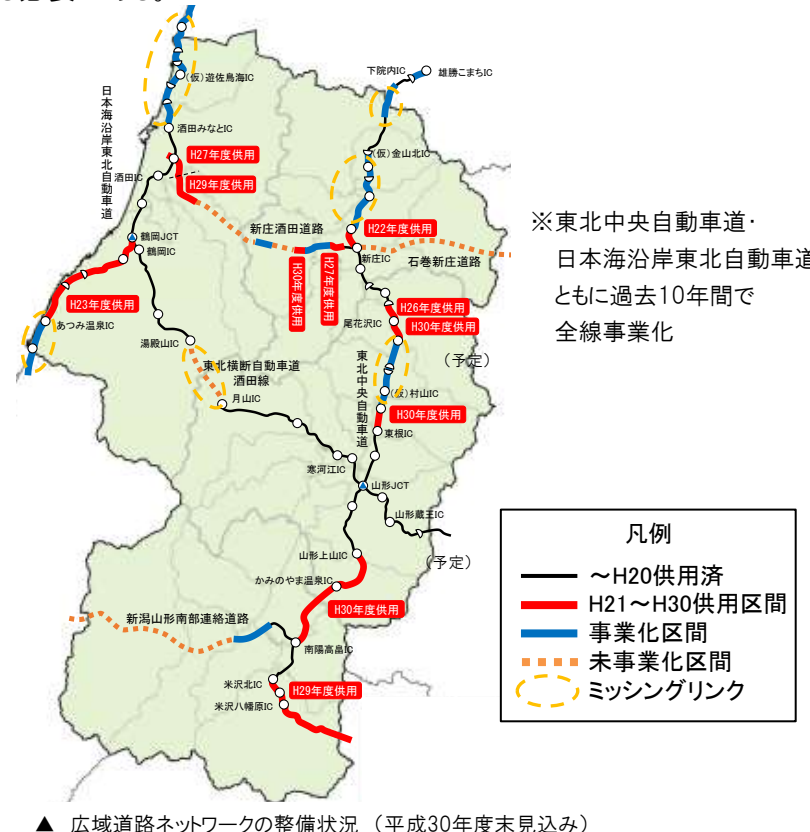 (仮)遊佐鳥海IC
下院内IC
雄勝こまちIC
日本海沿岸東北自動車道
酒田みなとIC
H27年度供用
(仮)金山北IC
酒田IC
H29年度供用
新庄酒田道路
H22年度供用
鶴岡JCT
鶴岡IC
新庄IC
石巻新庄道路
H30年度供用
H27年度供用
※東北中央自動車道・
日本海沿岸東北自動車道
ともに過去10年間で
全線事業化
H23年度供用
あつみ温泉IC
H26年度供用
尾花沢IC
H30年度供用
湯殿山IC
(予定)
東北横断自動車道
酒田線
東北中央自動車道
(仮)村山IC
月山IC
H30年度供用
東根IC
寒河江IC
山形JCT
山形蔵王IC
山形上山IC
(予定)
かみのやま温泉IC
H30年度供用
新潟山形南部連絡道路
南陽高畠IC
米沢北IC
H29年度供用
米沢八幡原IC
凡例
～H20供用済
H21～H30供用区間
事業化区間
未事業化区間
ミッシングリンク
▲ 広域道路ネットワークの整備状況 (平成30年度末見込み)